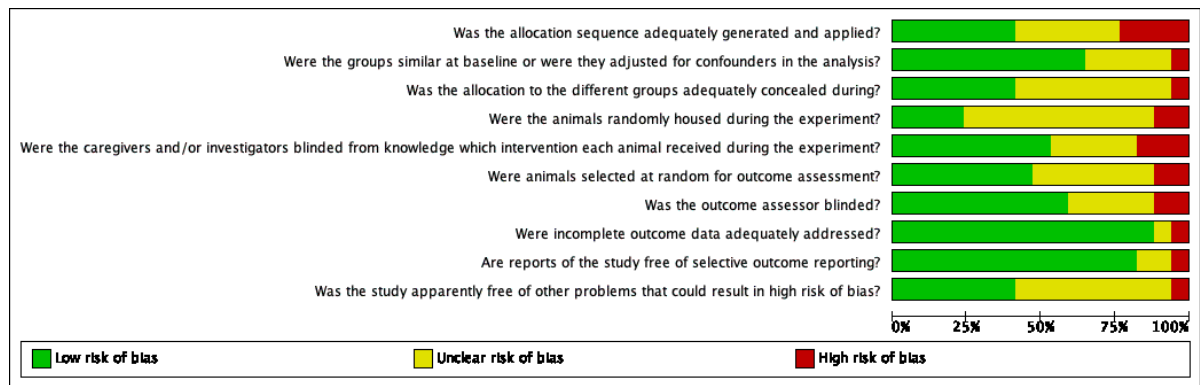 Was the allocation sequence adequately generated and applied?
Were the groups similar at baseline or were they adjusted for confounders in the analysis?
Was the allocation to the different groups adequately concealed during?
Were the animals randomly housed during the experiment?
Were the caregivers and/or investigators blinded from knowledge which intervention each animal received during the experiment?
Were animals selected at random for outcome assessment?
Was the outcome assessor blinded?
Were incomplete outcome data adequately addressed?
Are reports of the study free of selective outcome reporting?
Was the study apparently free of other problems that could result in high risk of bias?
0% 25% 50% 75% 100%
Low risk of bias Unclear risk of bias High risk of bias